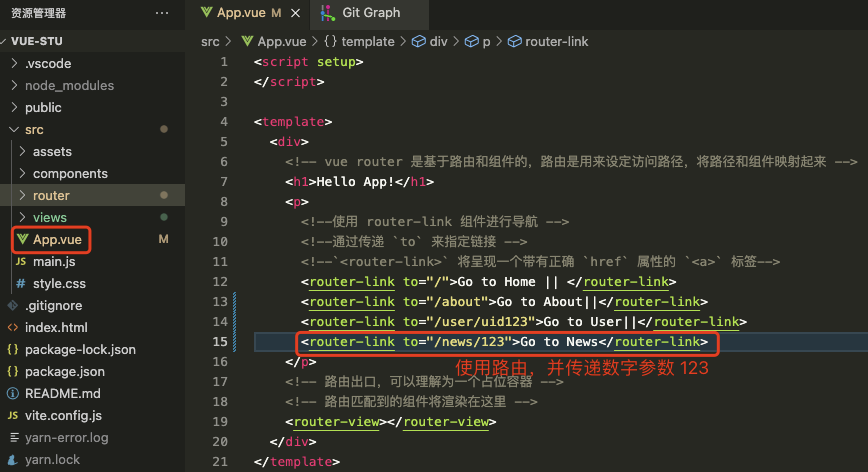 资源管理器 ···
App.vue M ×
Git Graph
VUE-STU
.vscode
node_modules
public
src
assets
components
router
views
App.vue M
JS main.js
# style.css
.gitignore
<> index.html
{} package-lock.json
{} package.json
README.md
JS vite.config.js
yarn-error.log
yarn.lock
src > App.vue > {} template > div > p > router-link
1 <script setup>
2 </script>
3
4 <template>
5 <div>
6 <!-- vue router 是基于路由和组件的，路由是用来设定访问路径，将路径和组件映射起来 -->
7 <h1>Hello App!</h1>
8 <p>
9 <!--使用 router-link 组件进行导航 -->
10 <!--通过传递 `to` 来指定链接 -->
11 <!--`<router-link>` 将呈现一个带有正确 `href` 属性的 `<a>` 标签-->
12 <router-link to="/">Go to Home || </router-link>
13 <router-link to="/about">Go to About||</router-link>
14 <router-link to="/user/uid123">Go to User||</router-link>
15 <router-link to="/news/123">Go to News</router-link>
16 </p>
使用路由，并传递数字参数 123
17 <!-- 路由出口，可以理解为一个占位容器 -->
18 <!-- 路由匹配到的组件将渲染在这里 -->
19 <router-view></router-view>
20 </div>
21 </template>